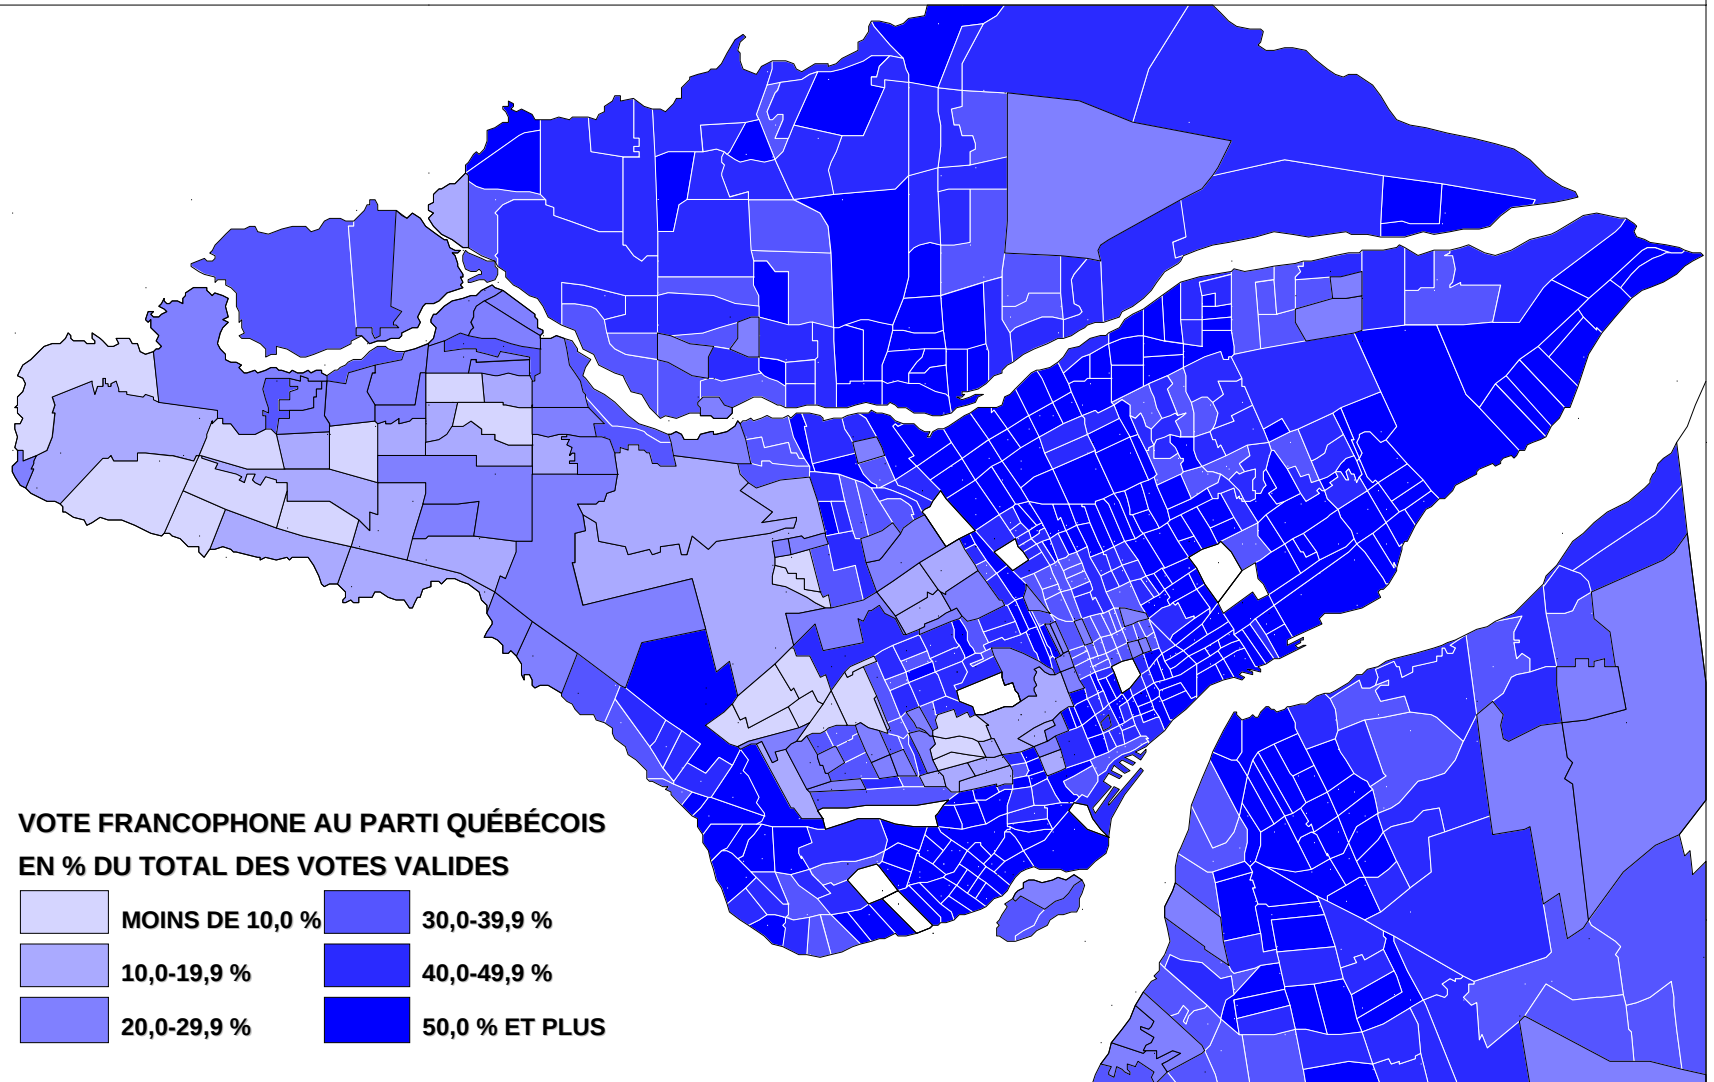 VOTE FRANCOPHONE AU PARTI QUÉBÉCOIS
EN % DU TOTAL DES VOTES VALIDES
MOINS DE 10,0 %
10,0-19,9 %
20,0-29,9 %
30,0-39,9 %
40,0-49,9 %
50,0 % ET PLUS